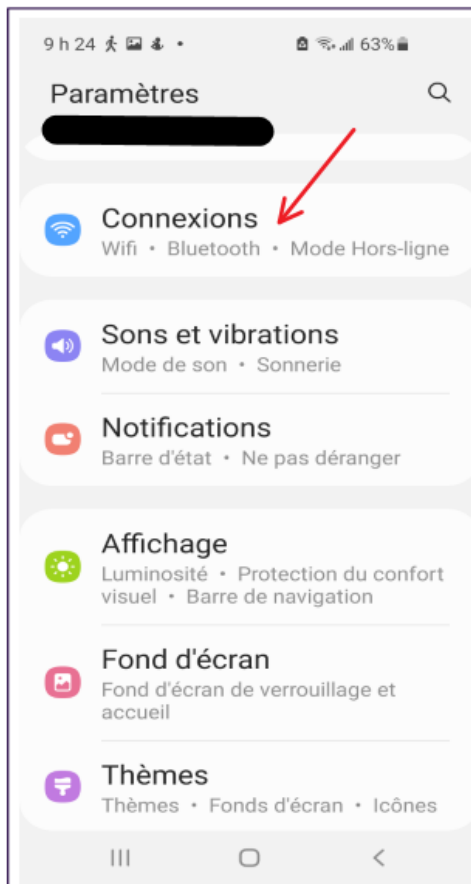 9 h 24
63%
Paramètres
Connexions
Wifi • Bluetooth • Mode Hors-ligne
Sons et vibrations
Mode de son • Sonnerie
Notifications
Barre d'état • Ne pas déranger
Affichage
Luminosité • Protection du confort
visuel • Barre de navigation
Fond d'écran
Fond d'écran de verrouillage et
accueil
Thèmes
Thèmes • Fonds d'écran • Icônes